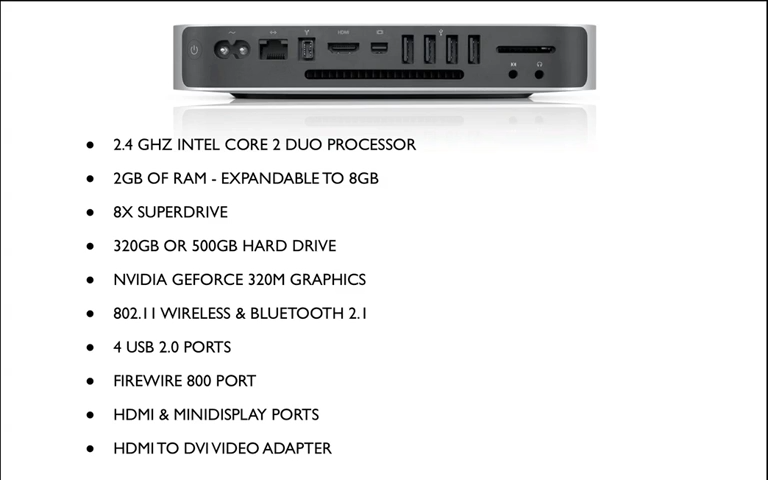 HDMI
• 2.4 GHZ INTEL CORE 2 DUO PROCESSOR
• 2GB OF RAM - EXPANDABLE TO 8GB
• 8X SUPERDRIVE
• 320GB OR 500GB HARD DRIVE
• NVIDIA GEFORCE 320M GRAPHICS
• 802.11 WIRELESS & BLUETOOTH 2.1
• 4 USB 2.0 PORTS
• FIREWIRE 800 PORT
• HDMI & MINIDISPLAY PORTS
• HDMI TO DVI VIDEO ADAPTER